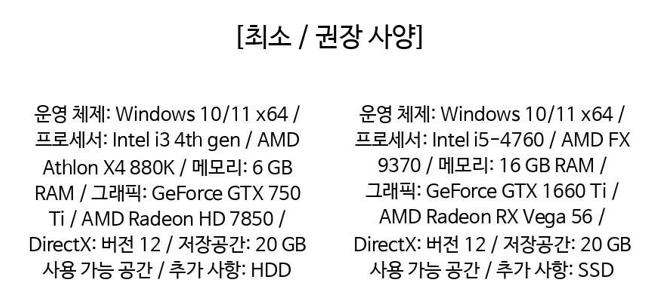 [최소 / 권장 사양]
운영 체제: Windows 10/11 x64 /
프로세서: Intel i3 4th gen / AMD
Athlon X4 880K / 메모리: 6 GB
RAM / 그래픽: GeForce GTX 750
Ti / AMD Radeon HD 7850 /
DirectX: 버전 12 / 저장공간: 20 GB
사용 가능 공간 / 추가 사항: HDD
운영 체제: Windows 10/11 x64 /
프로세서: Intel i5-4760 / AMD FX
9370 / 메모리: 16 GB RAM /
그래픽: GeForce GTX 1660 Ti /
AMD Radeon RX Vega 56 /
DirectX: 버전 12 / 저장공간: 20 GB
사용 가능 공간 / 추가 사항: SSD